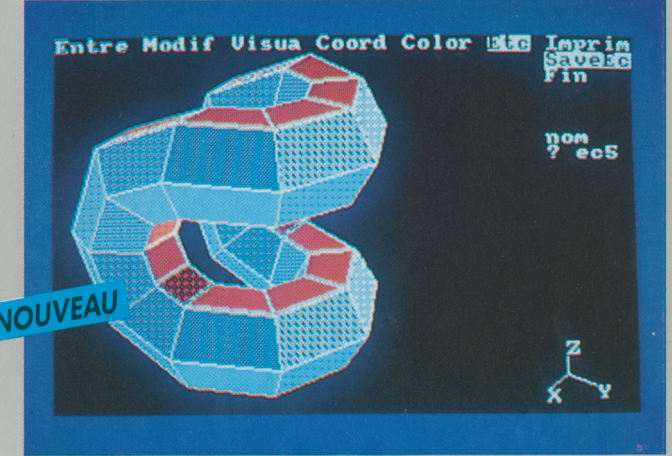 Entre Modif Visua Coord Color Etc Imprim
SaveEc
Fin
nom
? ec5
NOUVEAU
Z
X Y